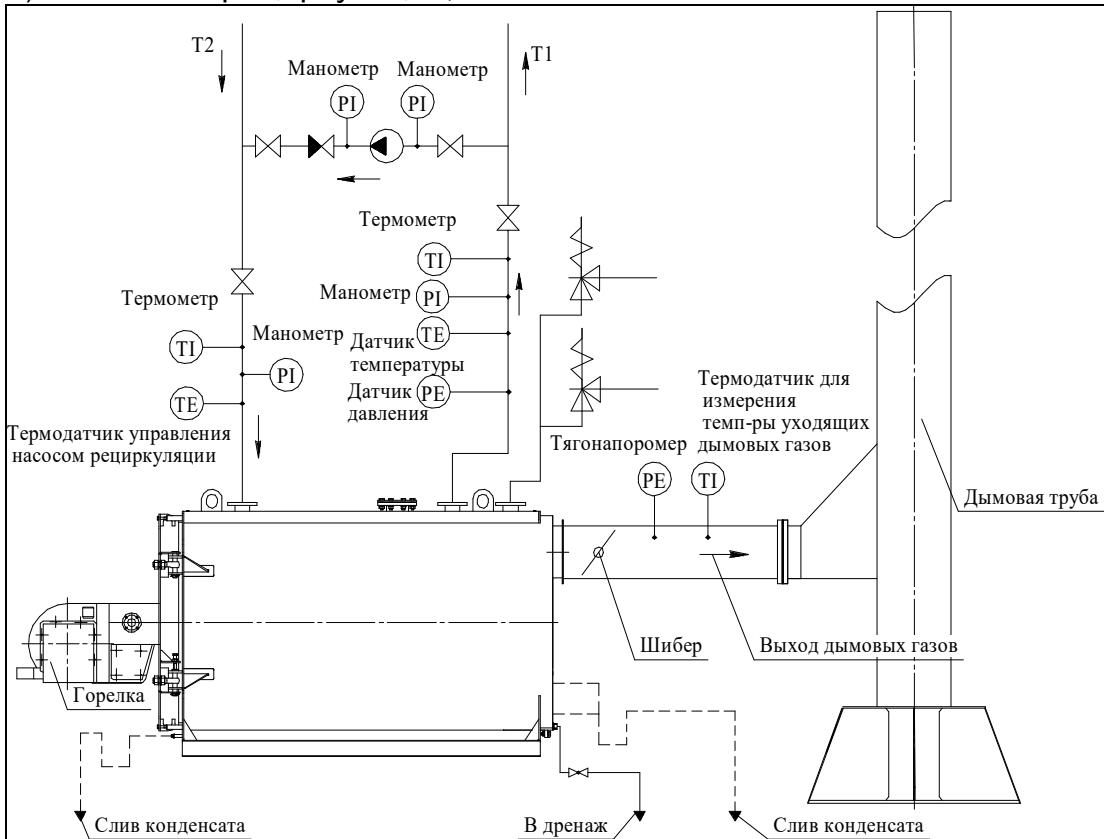 T2
T1
Манометр
Манометр
PI
PI
Термометр
TI
Термометр
Манометр
PI
Манометр
TE
TI
Датчик
температуры
PI
Датчик
давления
PE
TE
Термодатчик управления
насосом рециркуляции
Термодатчик для
измерения
темп-ры уходящих
дымовых газов
Тягонапоромер
PE
TI
Дымовая труба
Шибер
Выход дымовых газов
Горелка
Слив конденсата
В дренаж
Слив конденсата